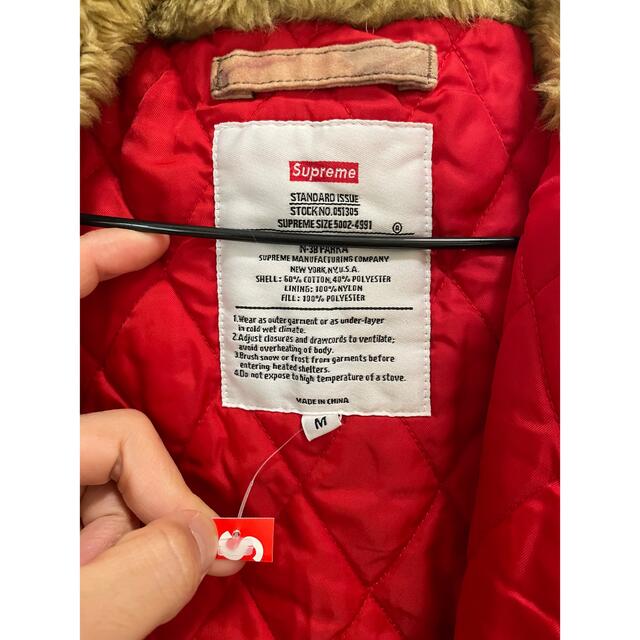 Supreme
STANDARD ISSUE
STOCK NO. 051305
SUPREME SIZE 5002-4991 ®
N-3B PARKA
SUPREME MANUFACTURING COMPANY
NEW YORK,N,Y,U.S.A.
SHELL: 60% COTTON, 40% POLYESTER
LINING: 100% NYLON
FILL: 100% POLYESTER
1.Wear as outergarment or as under-layer
in cold wet climate.
2.Adjust closures and drawcords to ventilate;
avoid overheating of body.
3.Brush snow or frost from garments before
entering heated shelters.
4.Do not expose to high temperature of a stove.
MADE IN CHINA
M